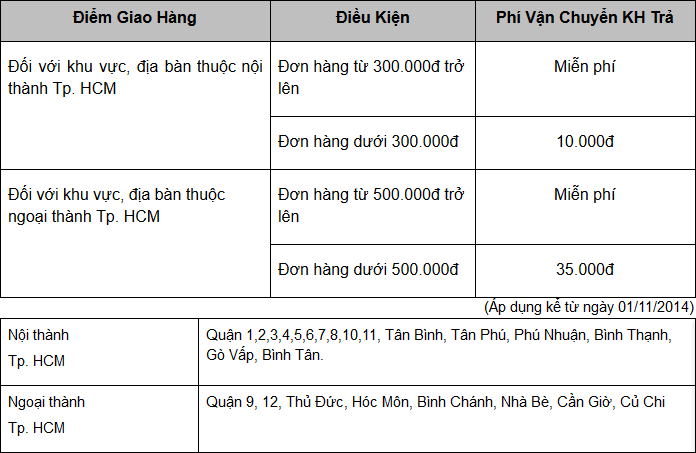 Điểm Giao Hàng
Điều Kiện
Phí Vận Chuyển KH Trả
Đối với khu vực, địa bàn thuộc nội
thành Tp. HCM
Đơn hàng từ 300.000đ trở
lên
Miễn phí
Đơn hàng dưới 300.000đ
10.000đ
Đối với khu vực, địa bàn thuộc
ngoại thành Tp. HCM
Đơn hàng từ 500.000đ trở
lên
Miễn phí
Đơn hàng dưới 500.000đ
35.000đ
(Áp dụng kể từ ngày 01/11/2014)
Nội thành
Tp. HCM
Quận 1,2,3,4,5,6,7,8,10,11, Tân Bình, Tân Phú, Phú Nhuận, Bình Thạnh,
Gò Vấp, Bình Tân.
Ngoại thành
Tp. HCM
Quận 9, 12, Thủ Đức, Hóc Môn, Bình Chánh, Nhà Bè, Cần Giờ, Củ Chi